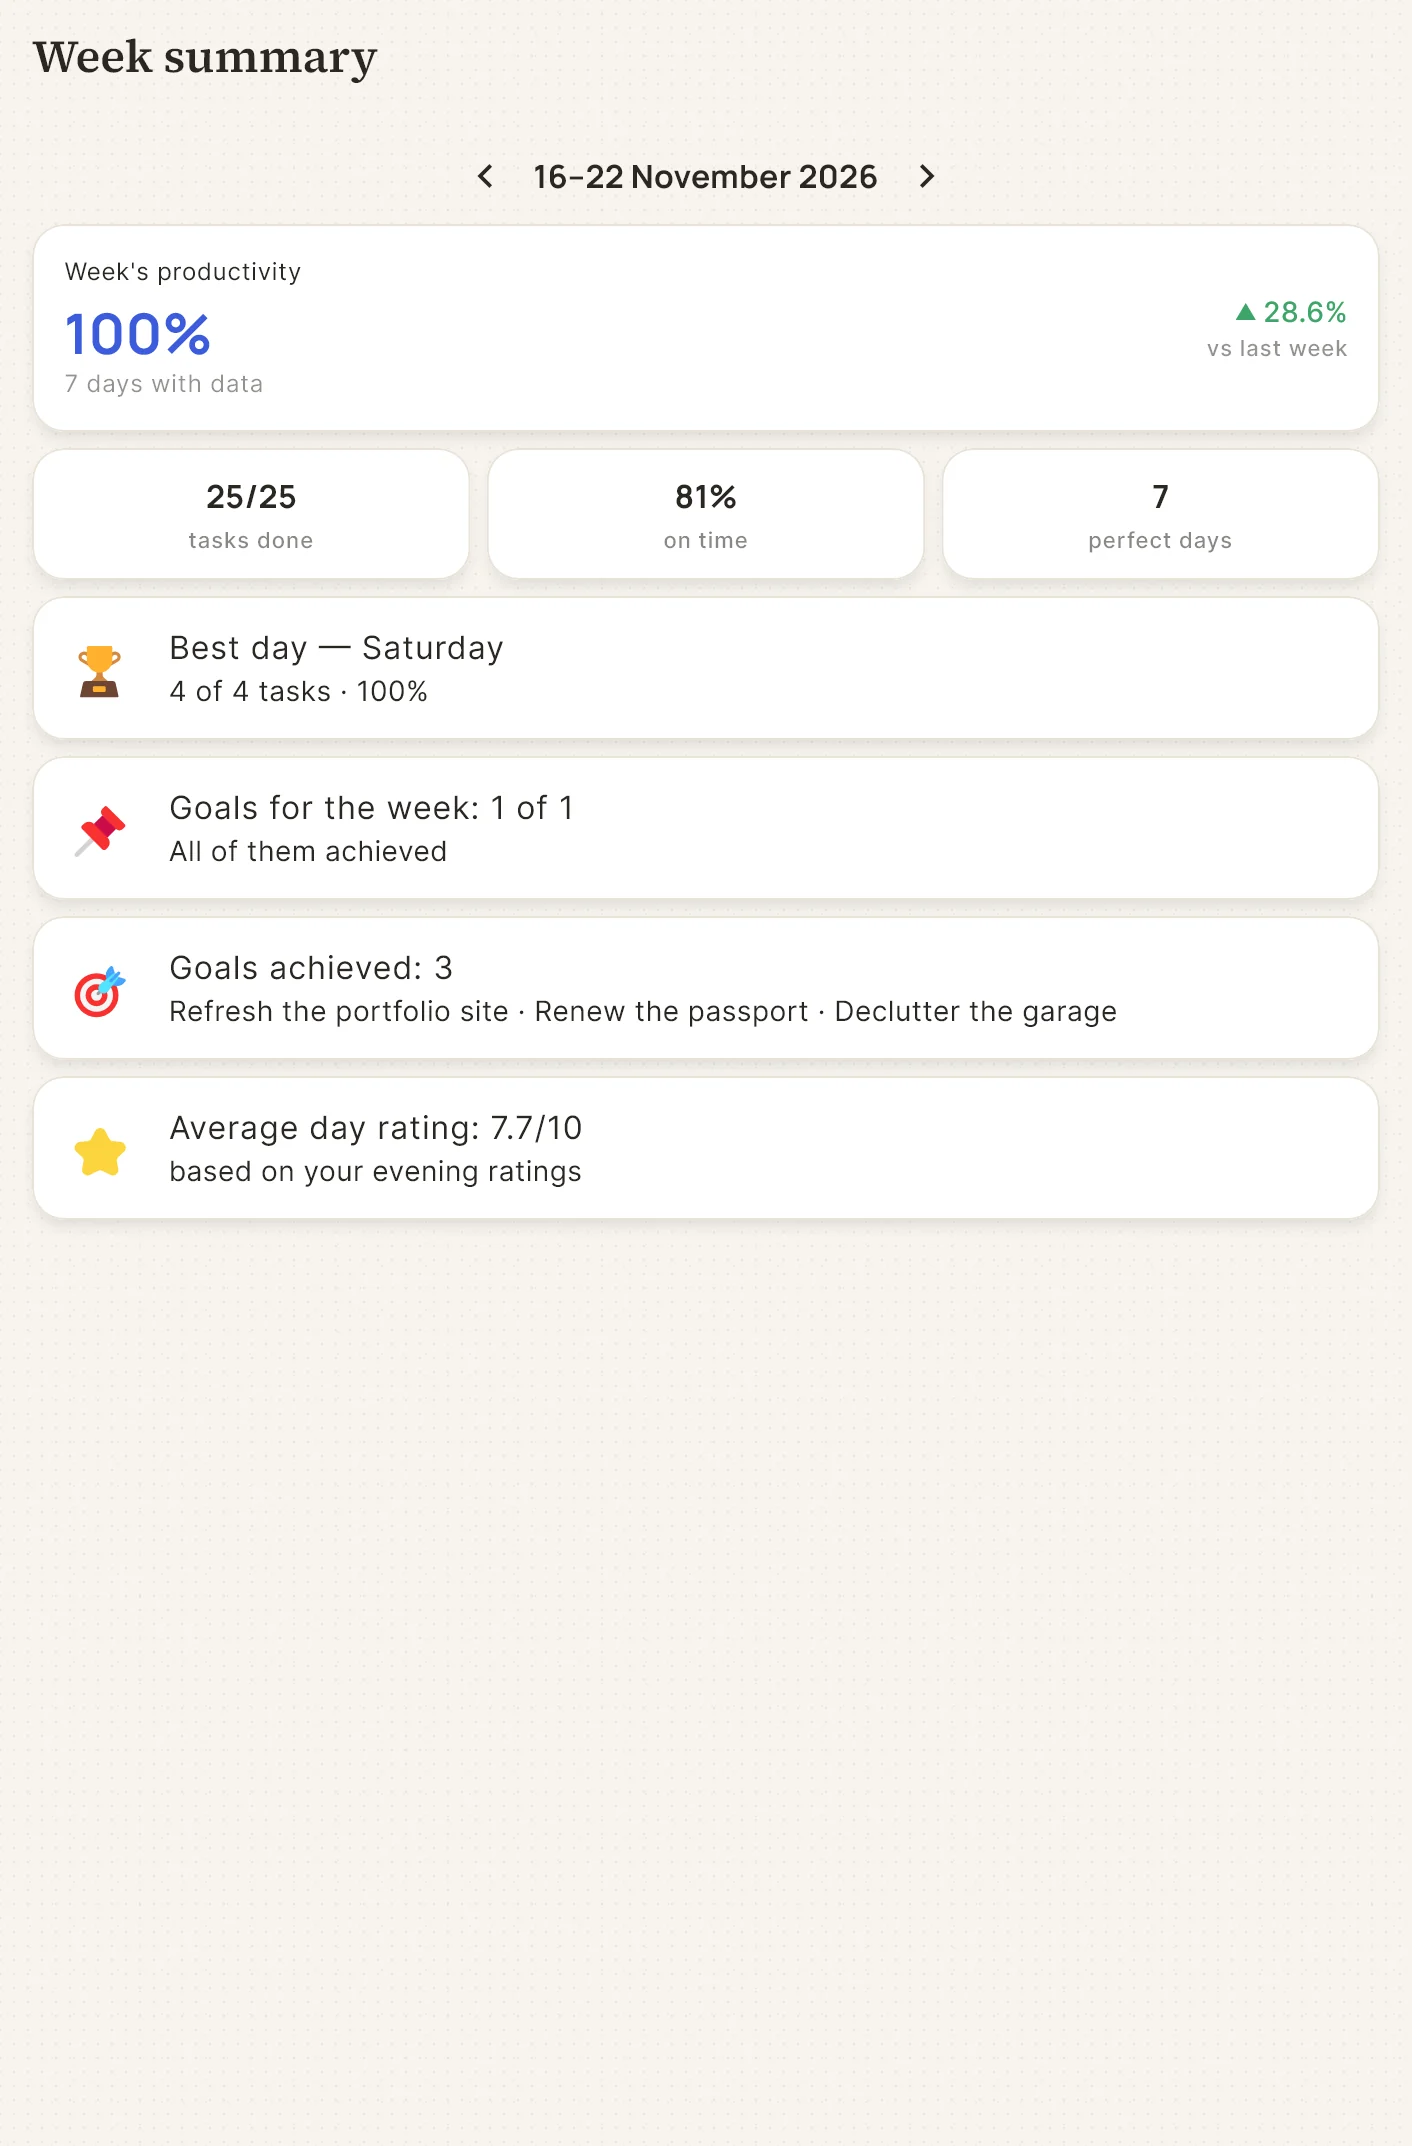 Week summary
16–22 November 2026
Week's productivity
100%
7 days with data
▲ 28.6%
vs last week
25/25
tasks done
81%
on time
7
perfect days
Best day — Saturday
4 of 4 tasks · 100%
Goals for the week: 1 of 1
All of them achieved
Goals achieved: 3
Refresh the portfolio site · Renew the passport · Declutter the garage
Average day rating: 7.7/10
based on your evening ratings